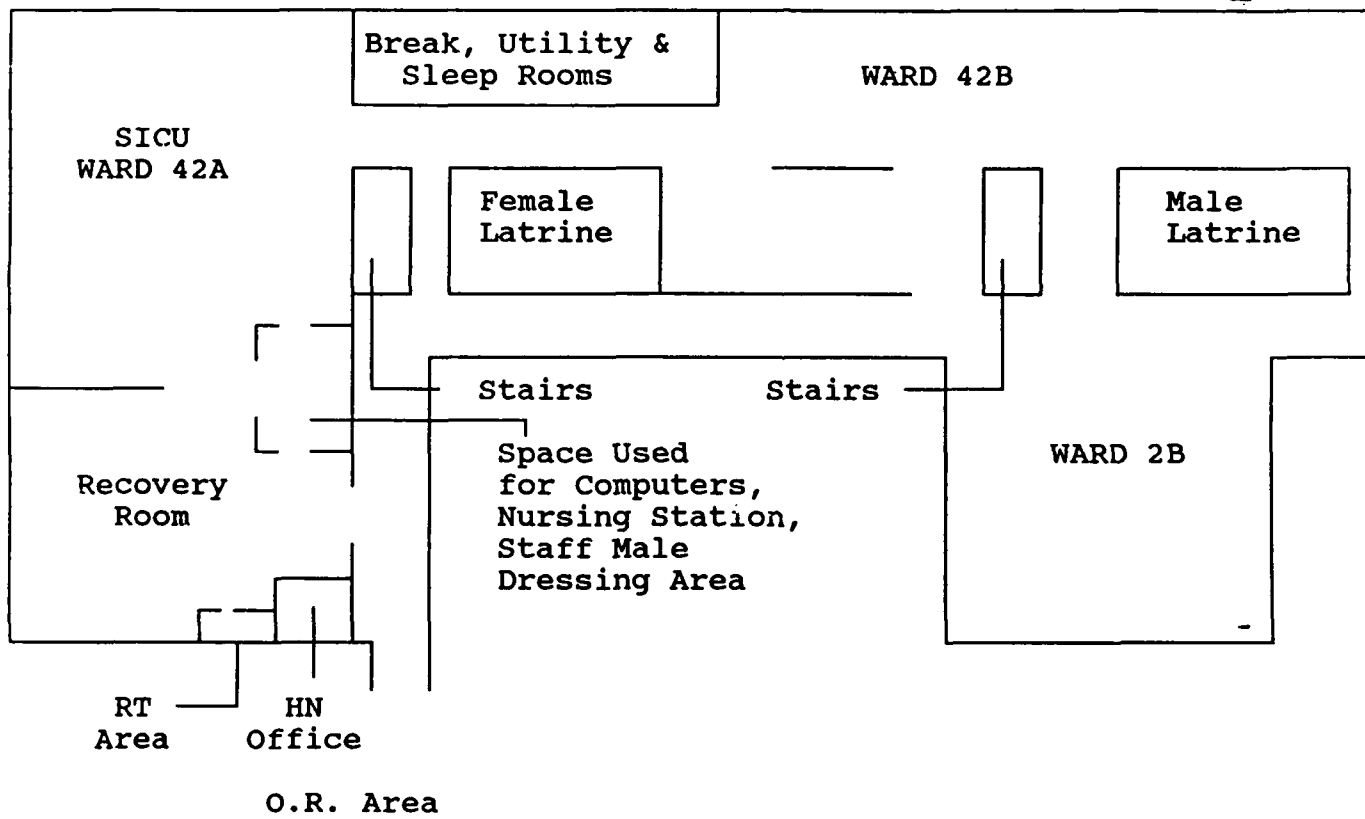 Break, Utility &
Sleep Rooms
WARD 42B
SICU
WARD 42A
Female
Latrine
Male
Latrine
Stairs
Stairs
Space Used
for Computers,
Nursing Station,
Staff Male
Dressing Area
WARD 2B
Recovery
Room
RT
Area
HN
Office
O.R. Area